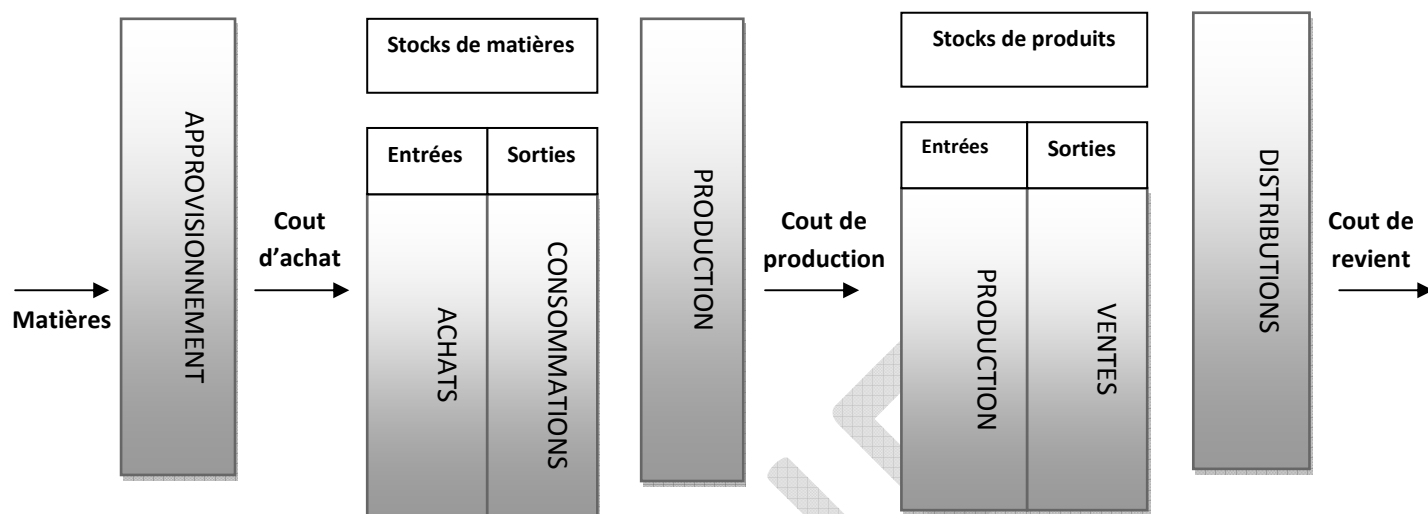 Matières
APPROVISIONNEMENT
Cout
d’achat
Stocks de matières
Entrées
Sorties
ACHATS
CONSOMMATIONS
PRODUCTION
Cout de
production
Stocks de produits
Entrées
Sorties
PRODUCTION
VENTES
DISTRIBUTIONS
Cout de
revient